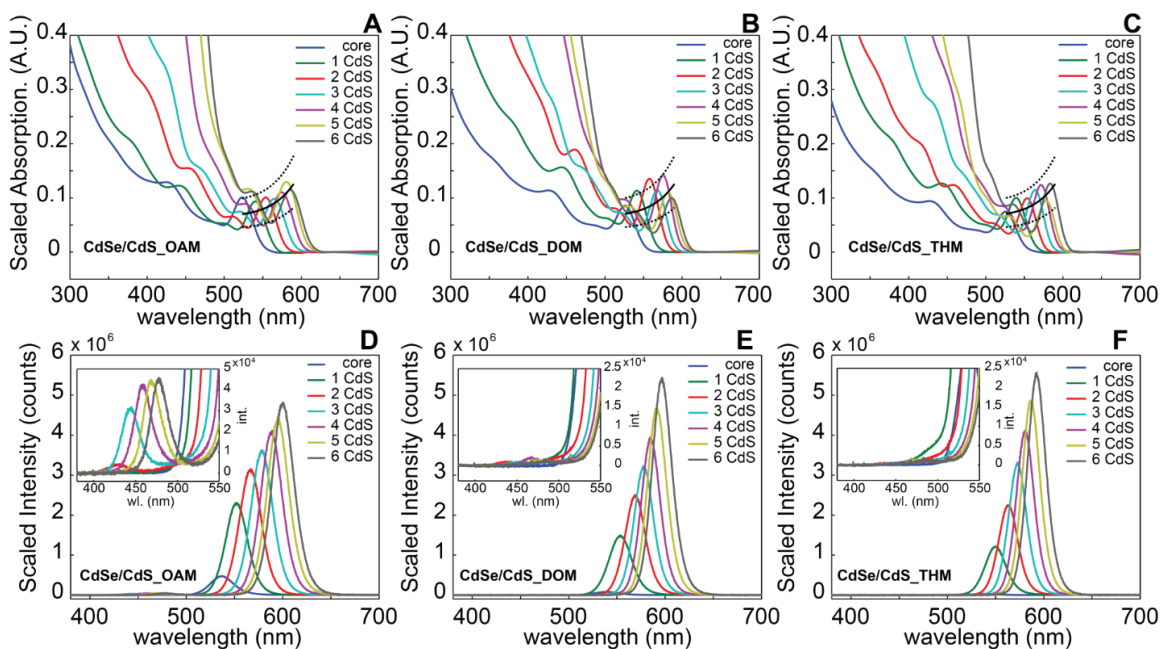 A
Scaled Absorption. (A.U.)
0.4
0.3
0.2
0.1
0
300 400 500 600 700
wavelength (nm)
core
1 CdS
2 CdS
3 CdS
4 CdS
5 CdS
6 CdS
CdSe/CdS_OAM
B
Scaled Absorption. (A.U.)
0.4
0.3
0.2
0.1
0
300 400 500 600 700
wavelength (nm)
core
1 CdS
2 CdS
3 CdS
4 CdS
5 CdS
6 CdS
CdSe/CdS_DOM
C
Scaled Absorption. (A.U.)
0.4
0.3
0.2
0.1
0
300 400 500 600 700
wavelength (nm)
core
1 CdS
2 CdS
3 CdS
4 CdS
5 CdS
6 CdS
CdSe/CdS_THM
D
x 10⁶
Scaled Intensity (counts)
6
5
4
3
2
1
0
400 500 600 700
wavelength (nm)
core
1 CdS
2 CdS
3 CdS
4 CdS
5 CdS
6 CdS
5×10⁴
4
3
2
1
0
int.
400 450 500 550
wl. (nm)
CdSe/CdS_OAM
E
x 10⁶
Scaled Intensity (counts)
6
5
4
3
2
1
0
400 500 600 700
wavelength (nm)
core
1 CdS
2 CdS
3 CdS
4 CdS
5 CdS
6 CdS
2.5×10⁴
2
1.5
1
0.5
0
int.
400 450 500 550
wl. (nm)
CdSe/CdS_DOM
F
x 10⁶
Scaled Intensity (counts)
6
5
4
3
2
1
0
400 500 600 700
wavelength (nm)
core
1 CdS
2 CdS
3 CdS
4 CdS
5 CdS
6 CdS
2.5×10⁴
2
1.5
1
0.5
0
int.
400 450 500 550
wl. (nm)
CdSe/CdS_THM